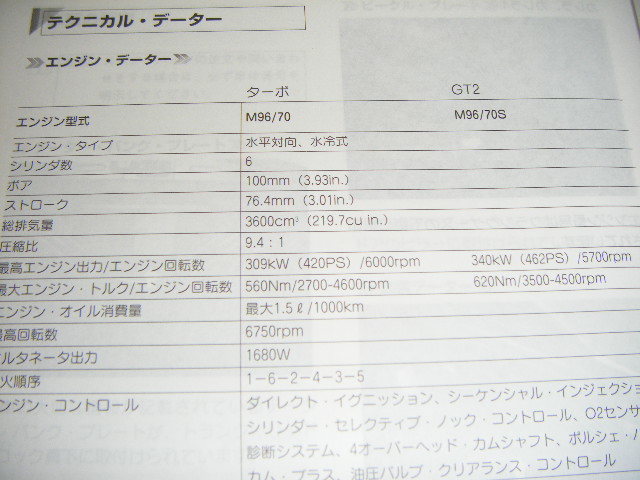 テクニカル・データー
エンジン・データー
ターボ GT2
エンジン型式 M96/70 M96/70S
エンジン・タイプ 水平対向、水冷式
シリンダ数 6
ボア 100mm (3.93in.)
ストローク 76.4mm (3.01in.)
総排気量 3600cm³ (219.7cu in.)
圧縮比 9.4：1
最高エンジン出力/エンジン回転数 309kW (420PS) /6000rpm 340kW (462PS) /5700rpm
最大エンジン・トルク/エンジン回転数 560Nm/2700-4600rpm 620Nm/3500-4500rpm
エンジン・オイル消費量 最大1.5ℓ/1000km
最高回転数 6750rpm
ルタネータ出力 1680W
火順序 1-6-2-4-3-5
ンジン・コントロール ダイレクト・イグニッション、シーケンシャル・インジェクショ
シリンダー・セレクティブ・ノック・コントロール、O2センサ
診断システム、4オーバーヘッド・カムシャフト、ポルシェ・バ
カム・プラス、油圧バルブ・クリアランス・コントロール